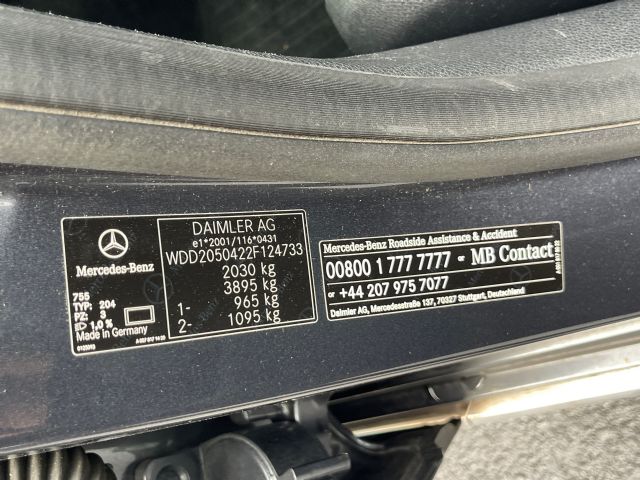 Mercedes-Benz
755
TYP: 204
PZ: 3
1,0 %
Made in Germany
DAIMLER AG
e1*2001/116*0431
WDD2050422F124733
2030 kg
3895 kg
1- 965 kg
2- 1095 kg
Mercedes-Benz Roadside Assistance & Accident:
00800 1 777 7777 - MB Contact
or +44 207 975 7077
Daimler AG, Mercedesstraße 137, 70327 Stuttgart, Deutschland